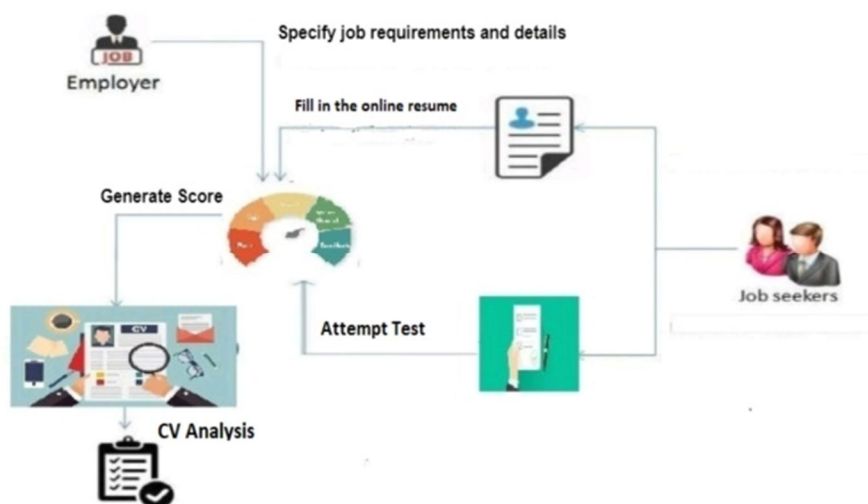 Specify job requirements and details
JOB
Employer
Fill in the online resume
Generate Score
Job seekers
Attempt Test
CV
CV Analysis